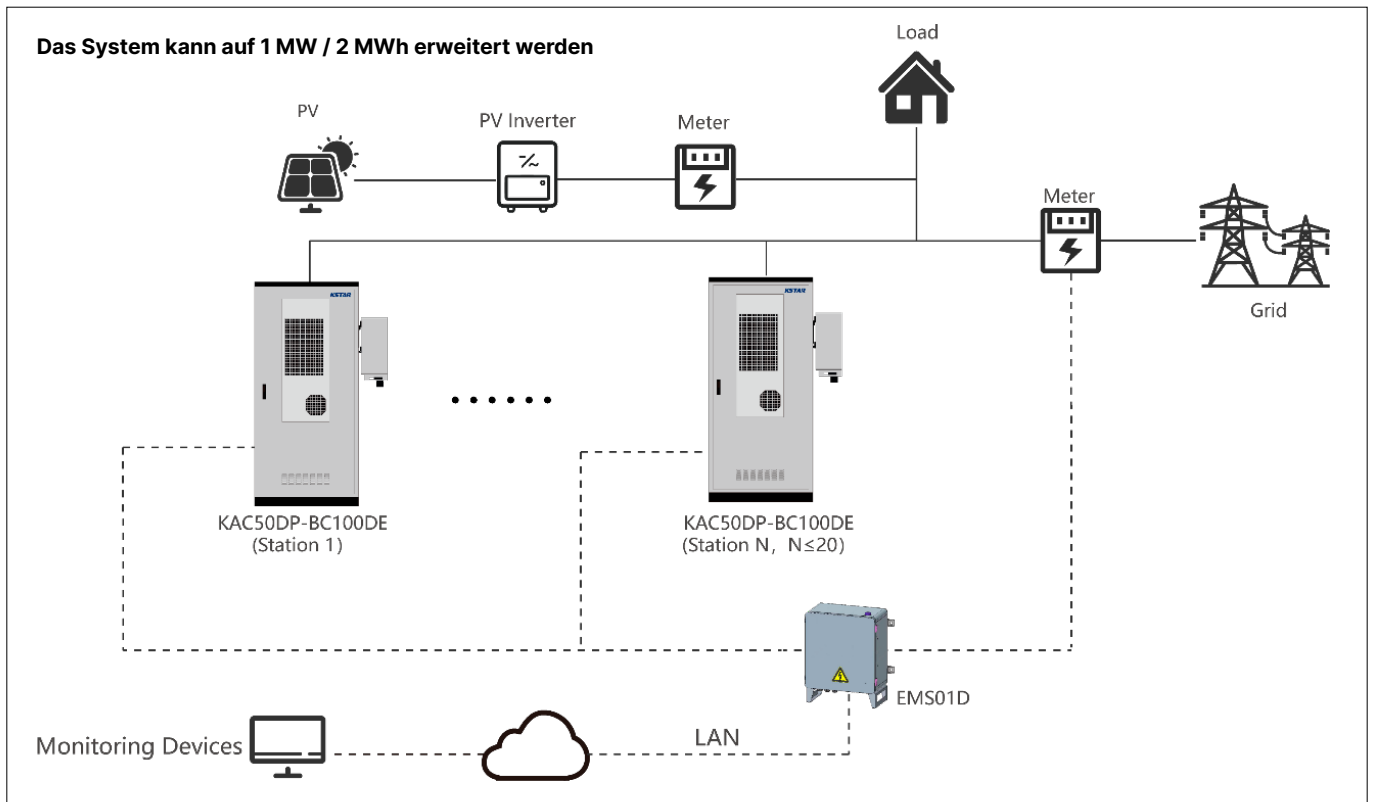 Das System kann auf 1 MW / 2 MWh erweitert werden
Load
PV
PV Inverter
Meter
Meter
Grid
KSTAR
KSTAR
KAC50DP-BC100DE
(Station 1)
KAC50DP-BC100DE
(Station N, N≤20)
EMS01D
LAN
Monitoring Devices